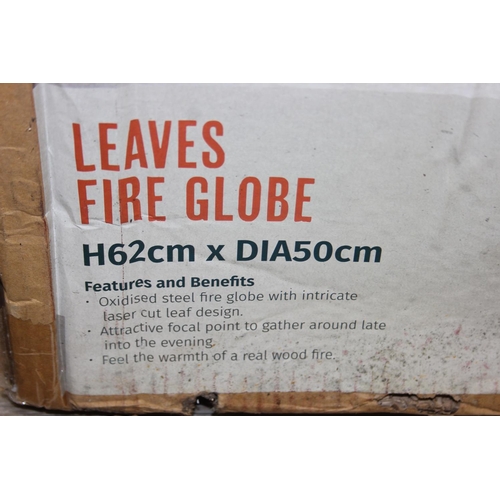 LEAVES
FIRE GLOBE
H62cm x DIA50cm
Features and Benefits
· Oxidised steel fire globe with intricate
laser cut leaf design.
· Attractive focal point to gather around late
into the evening.
· Feel the warmth of a real wood fire.